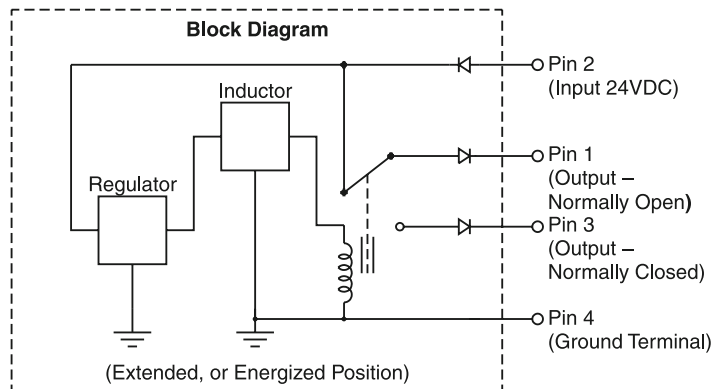 Block Diagram
Pin 2
(Input 24VDC)
Inductor
Pin 1
(Output –
Normally Open)
Regulator
Pin 3
(Output –
Normally Closed)
Pin 4
(Ground Terminal)
(Extended, or Energized Position)